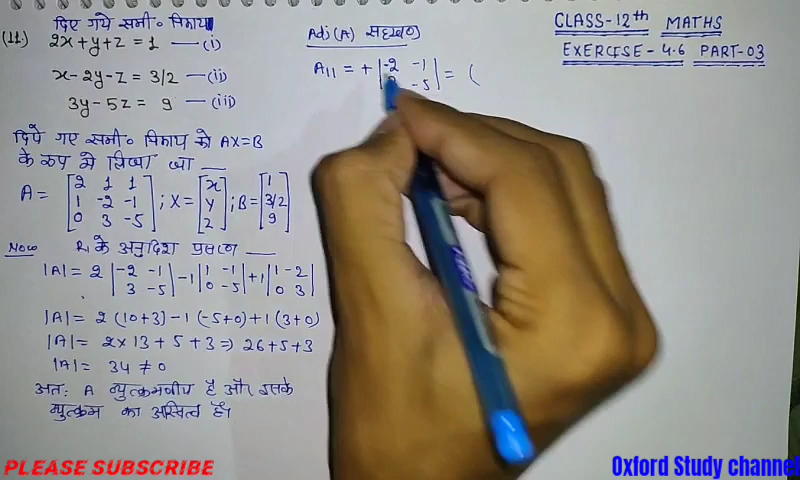 दिए गये समी० निकाय
(11.) 2x+y+z = 1 —(i)
x-2y-z = 3/2 —(ii)
3y-5z = 9 —(iii)
दिये गए समी० निकाय को AX=B
के रूप में लिखा जा __
A = [2 1 1; 1 -2 -1; 0 3 -5] ; X = [x; y; z] ; B = [1; 3/2; 9]
Now R₁ के अनुदिश प्रसरण __
|A| = 2 |-2 -1; 3 -5| -1 |1 -1; 0 -5| +1 |1 -2; 0 3|
|A| = 2(10+3) -1(-5+0) +1(3+0)
|A| = 2×13+5+3 ⇒ 26+5+3
|A| = 34 ≠ 0
अतः A व्युत्क्रमणीय है और इसके
व्युत्क्रम का अस्तित्व है।
Adj(A) सहखण्ड
A₁₁ = + |-2 -1; -5| = (
CLASS-12th MATHS
EXERCISE-4.6 PART-03
PLEASE SUBSCRIBE
Oxford Study channel